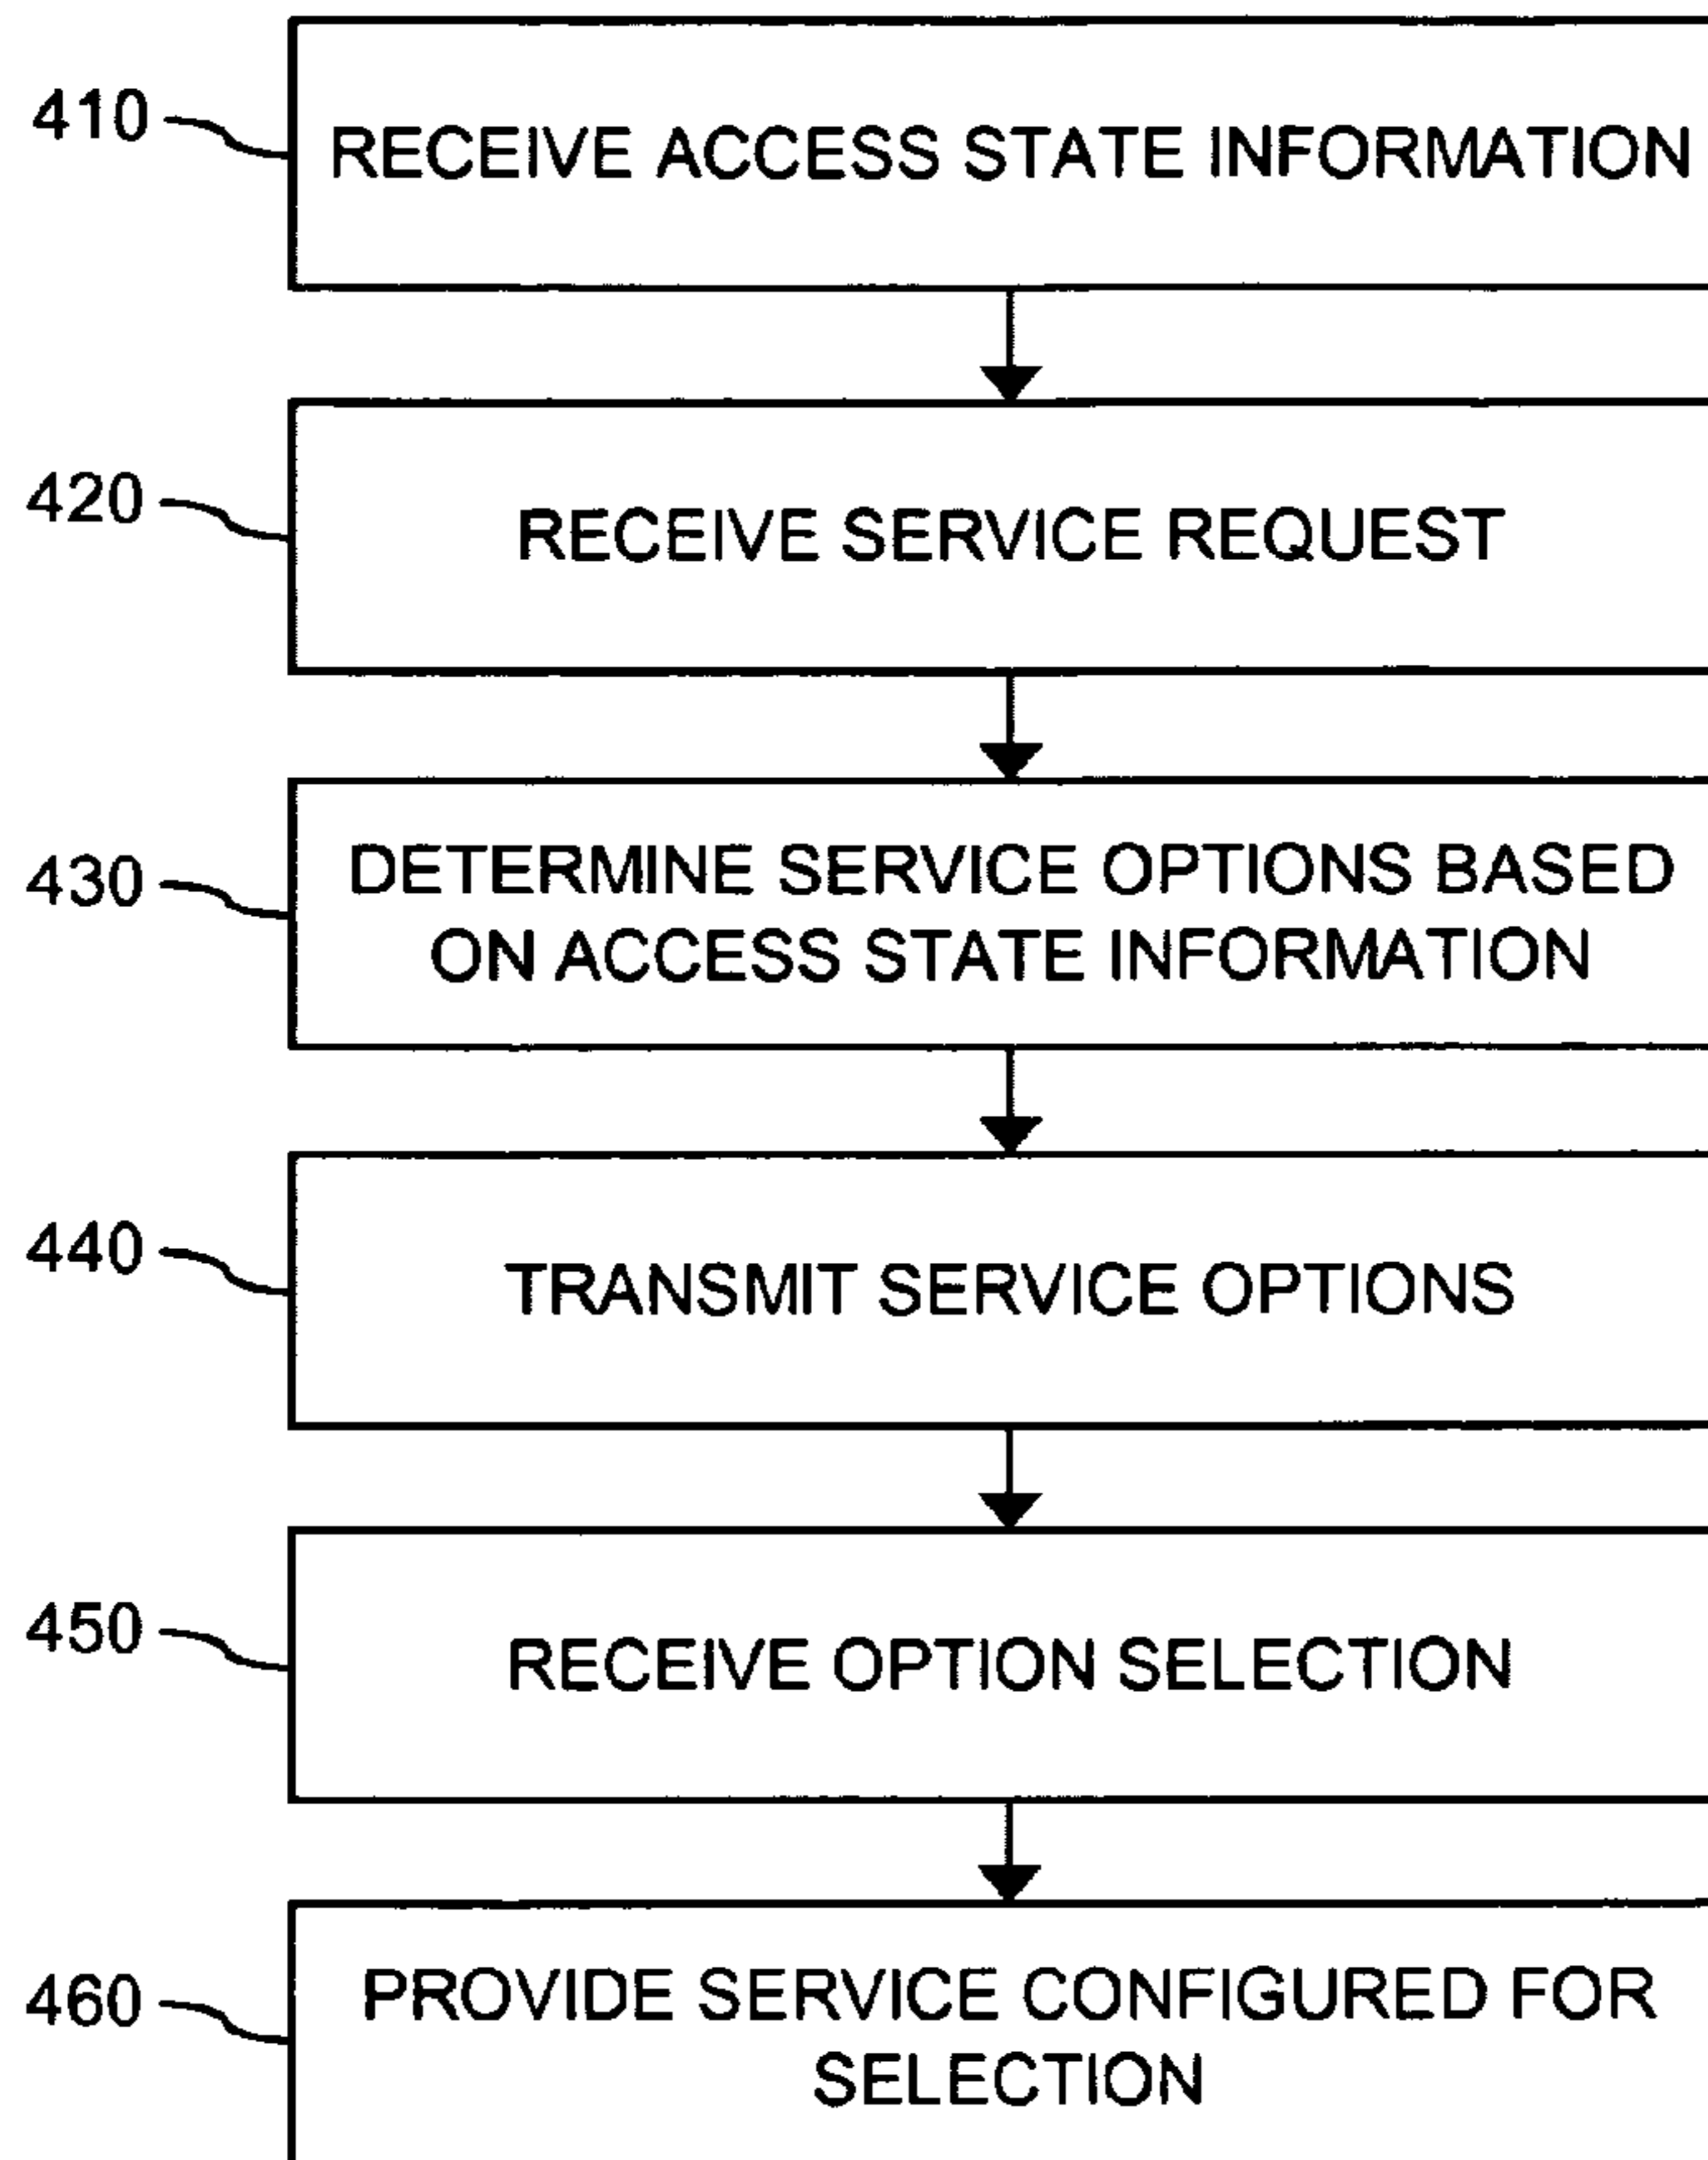 410
RECEIVE ACCESS STATE INFORMATION
420
RECEIVE SERVICE REQUEST
430
DETERMINE SERVICE OPTIONS BASED
ON ACCESS STATE INFORMATION
440
TRANSMIT SERVICE OPTIONS
450
RECEIVE OPTION SELECTION
460
PROVIDE SERVICE CONFIGURED FOR
SELECTION